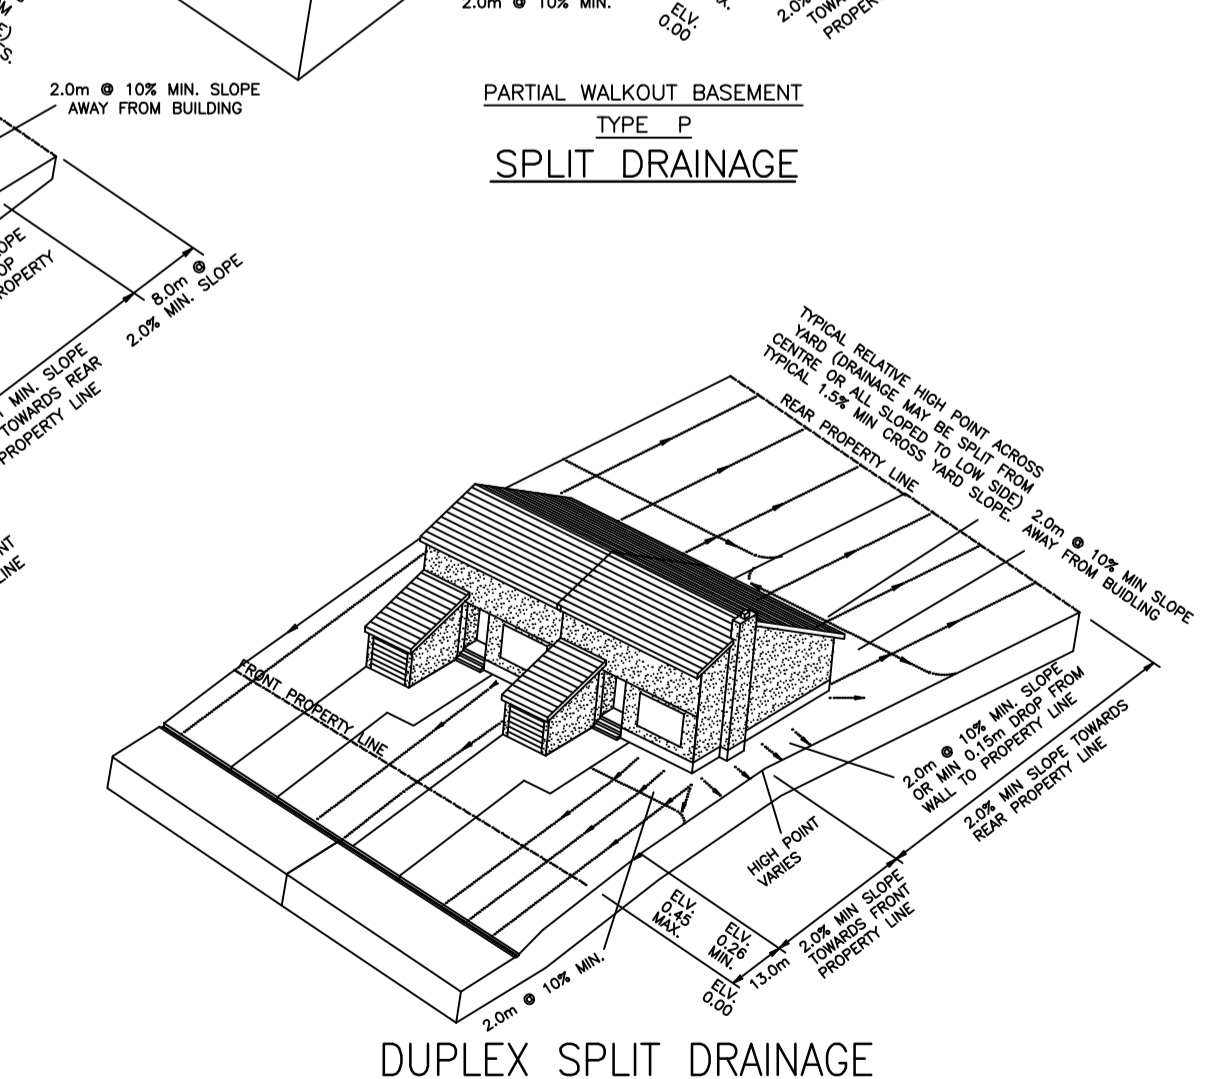 2.0m @ 10% MIN.
ELV.
0.00
2.0%
PROPERTY
2.0m @ 10% MIN. SLOPE
AWAY FROM BUILDING
PARTIAL WALKOUT BASEMENT
TYPE P
SPLIT DRAINAGE
8.0m @
2.0% MIN. SLOPE
MIN. SLOPE
TOWARDS REAR
PROPERTY LINE
TYPICAL RELATIVE HIGH POINT ACROSS
YARD (DRAINAGE MAY BE SPLIT FROM
CENTRE OR ALL SLOPED TO LOW SIDE)
TYPICAL 1.5% MIN CROSS YARD SLOPE.
REAR PROPERTY LINE
2.0m @ 10% MIN SLOPE
AWAY FROM BUIDLING
FRONT PROPERTY LINE
2.0m @ 10% MIN. SLOPE
OR MIN 0.15m DROP FROM
WALL TO PROPERTY LINE
2.0% MIN SLOPE TOWARDS
REAR PROPERTY LINE
HIGH POINT
VARIES
2.0% MIN SLOPE
TOWARDS FRONT
PROPERTY LINE
ELV.
0.45
MAX.
ELV.
0.26
MIN.
13.0m
ELV.
0.00
2.0m @ 10% MIN.
DUPLEX SPLIT DRAINAGE